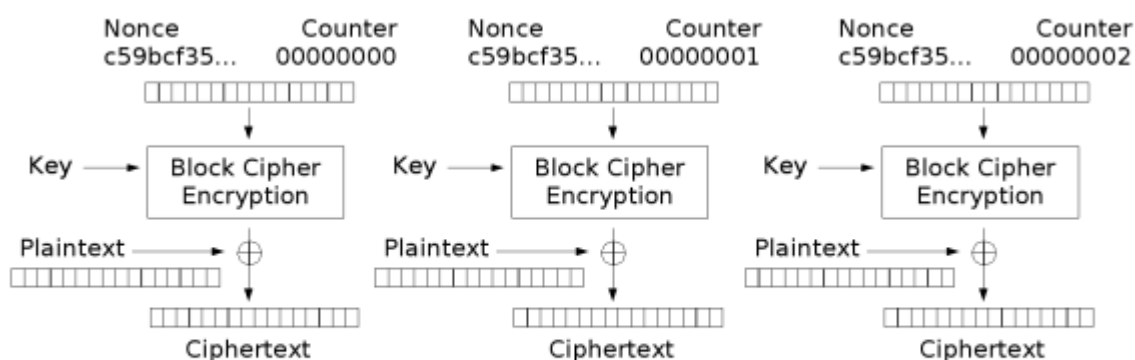 Nonce Counter Nonce Counter Nonce Counter
c59bcf35... 00000000 c59bcf35... 00000001 c59bcf35... 00000002
Key Block Cipher Encryption Key Block Cipher Encryption Key Block Cipher Encryption
Plaintext Plaintext Plaintext
Ciphertext Ciphertext Ciphertext